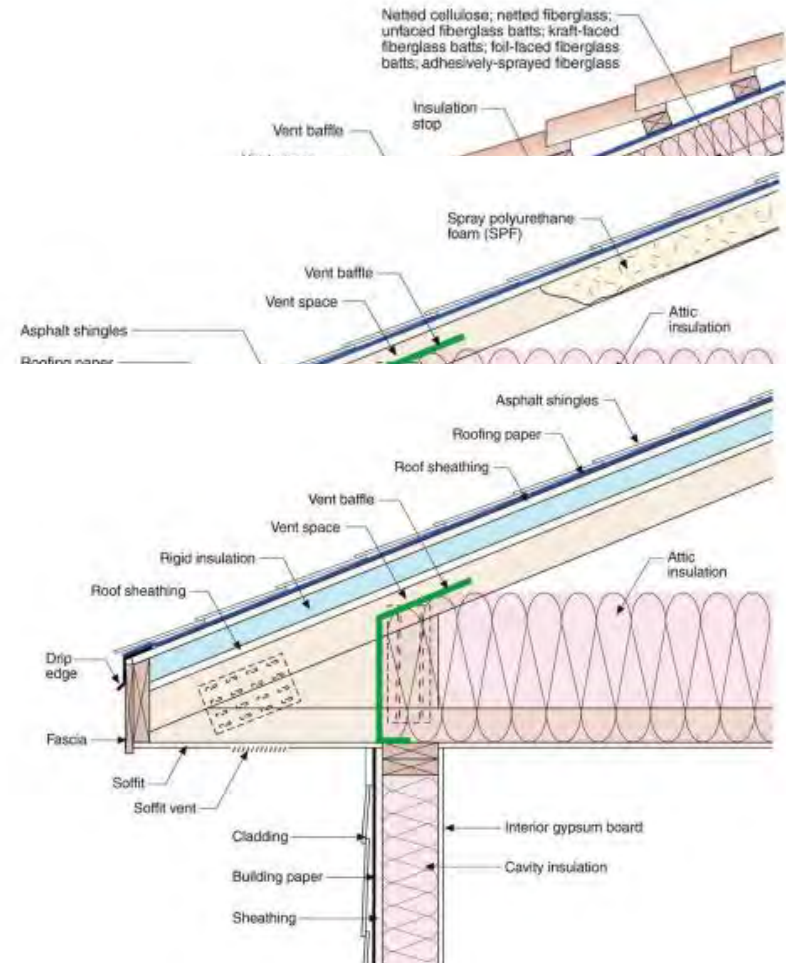 Netted cellulose; netted fiberglass;
unfaced fiberglass batts; kraft-faced
fiberglass batts; foil-faced fiberglass
batts; adhesively-sprayed fiberglass
Insulation
stop
Vent baffle
Spray polyurethane
foam (SPF)
Vent baffle
Vent space
Attic
insulation
Asphalt shingles
Roofing paper
Asphalt shingles
Roofing paper
Roof sheathing
Vent baffle
Vent space
Rigid insulation
Attic
insulation
Roof sheathing
Drip
edge
Fascia
Soffit
Soffit vent
Cladding
Interior gypsum board
Cavity insulation
Building paper
Sheathing